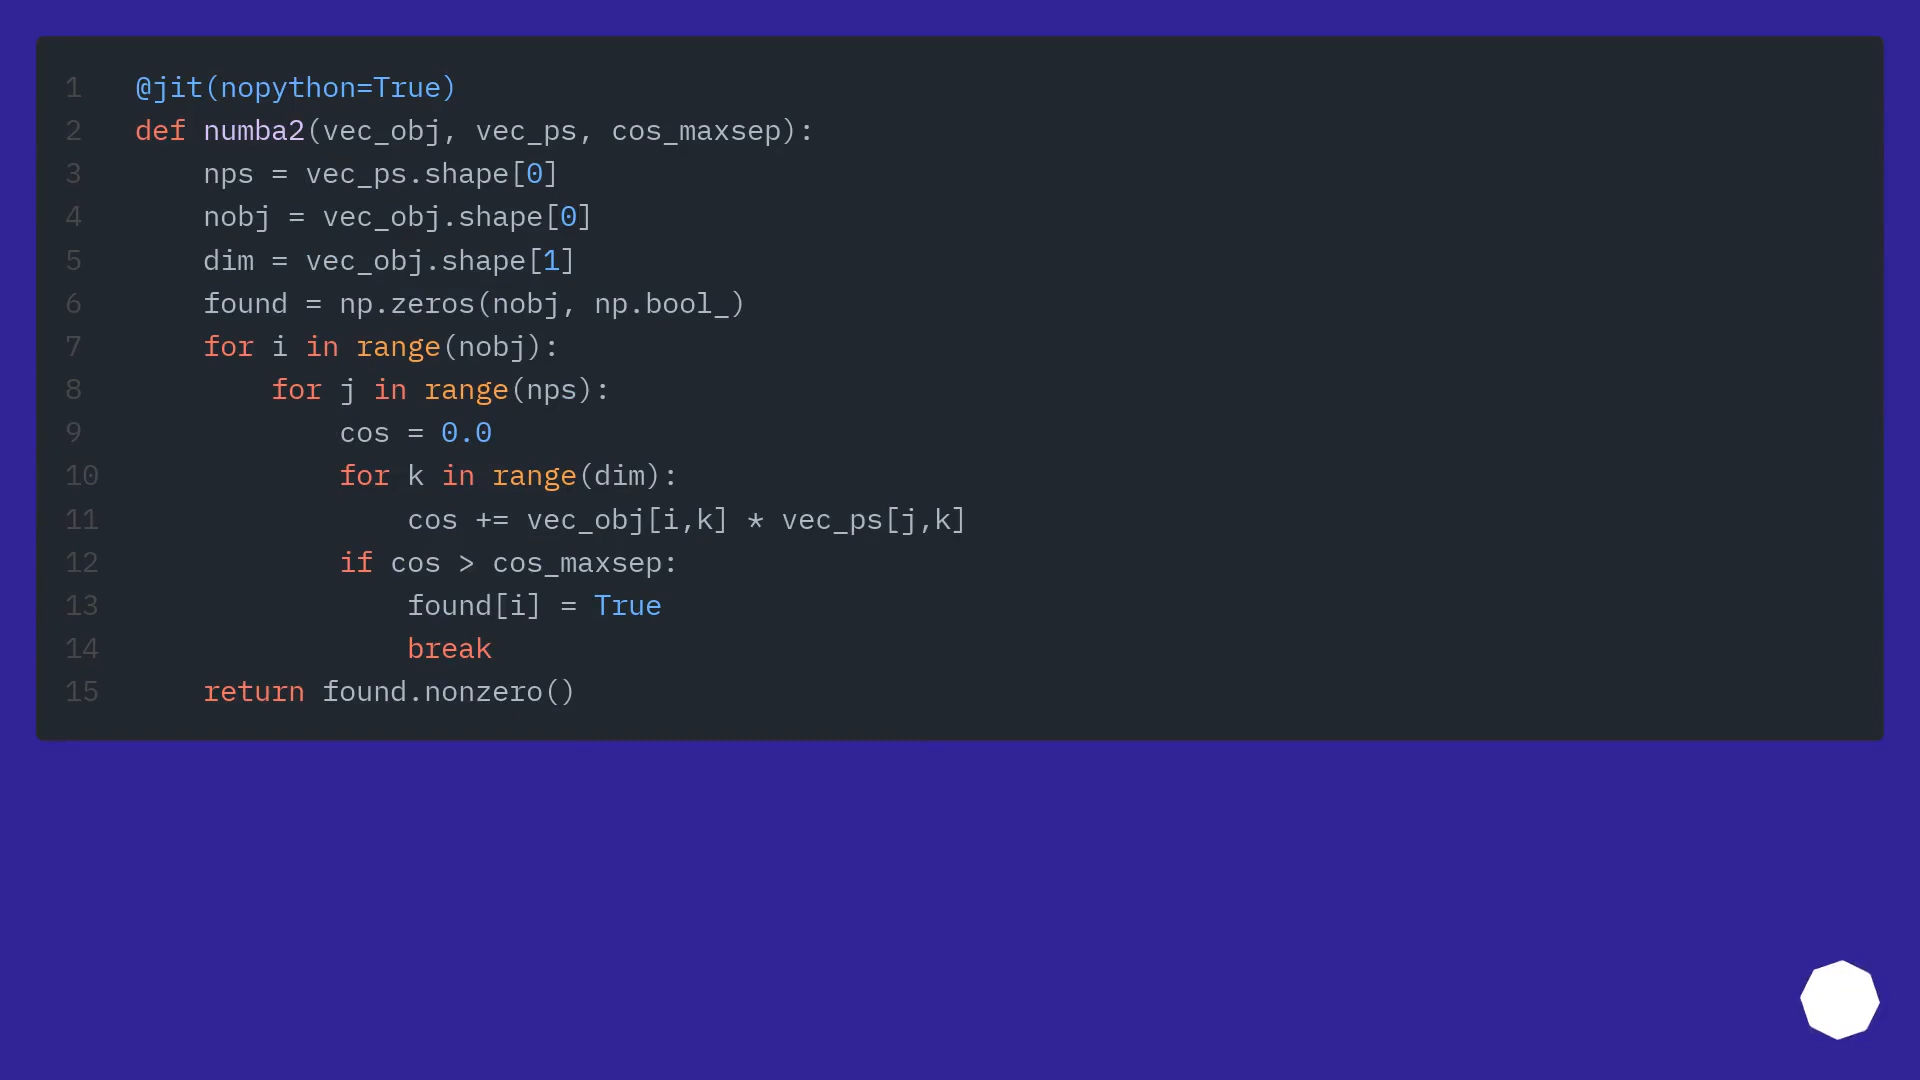 1 @jit(nopython=True)
2 def numba2(vec_obj, vec_ps, cos_maxsep):
3     nps = vec_ps.shape[0]
4     nobj = vec_obj.shape[0]
5     dim = vec_obj.shape[1]
6     found = np.zeros(nobj, np.bool_)
7     for i in range(nobj):
8         for j in range(nps):
9             cos = 0.0
10             for k in range(dim):
11                 cos += vec_obj[i,k] * vec_ps[j,k]
12             if cos > cos_maxsep:
13                 found[i] = True
14                 break
15     return found.nonzero()